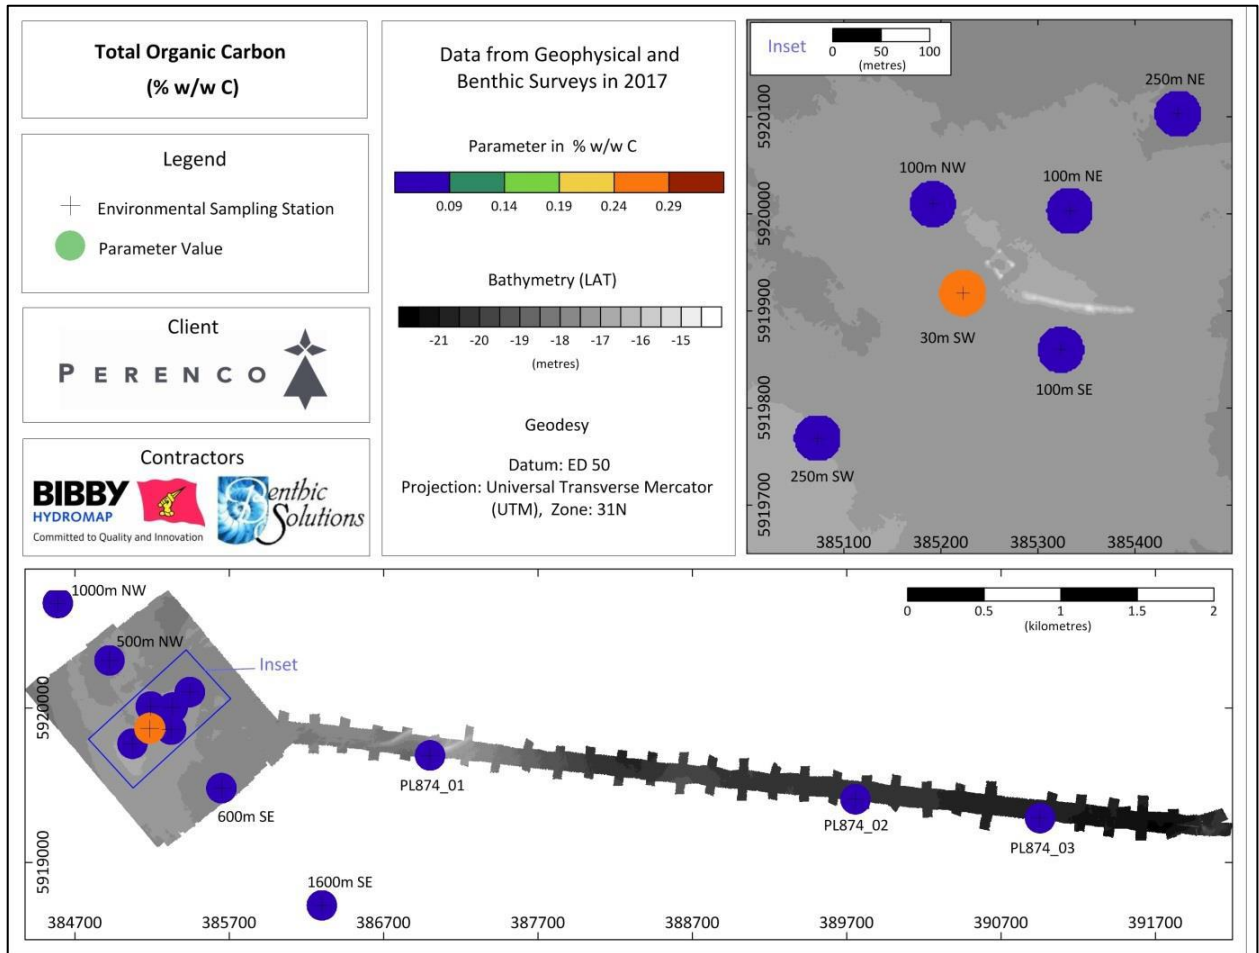 Total Organic Carbon
(% w/w C)
Legend
Environmental Sampling Station
Parameter Value
Client
PERENCO
Contractors
BIBBY
HYDROMAP
Committed to Quality and Innovation
Benthic
Solutions
Data from Geophysical and
Benthic Surveys in 2017
Parameter in % w/w C
0.09 0.14 0.19 0.24 0.29
Bathymetry (LAT)
-21 -20 -19 -18 -17 -16 -15
(metres)
Geodesy
Datum: ED 50
Projection: Universal Transverse Mercator
(UTM), Zone: 31N
Inset
0 50 100
(metres)
250m NE
5920100
100m NW
100m NE
5920000
5919900
30m SW
100m SE
5919800
250m SW
5919700
385100 385200 385300 385400
1000m NW
0 0.5 1 1.5 2
(kilometres)
500m NW
Inset
5920000
PL874_01
600m SE
PL874_02
PL874_03
5919000
1600m SE
384700 385700 386700 387700 388700 389700 390700 391700